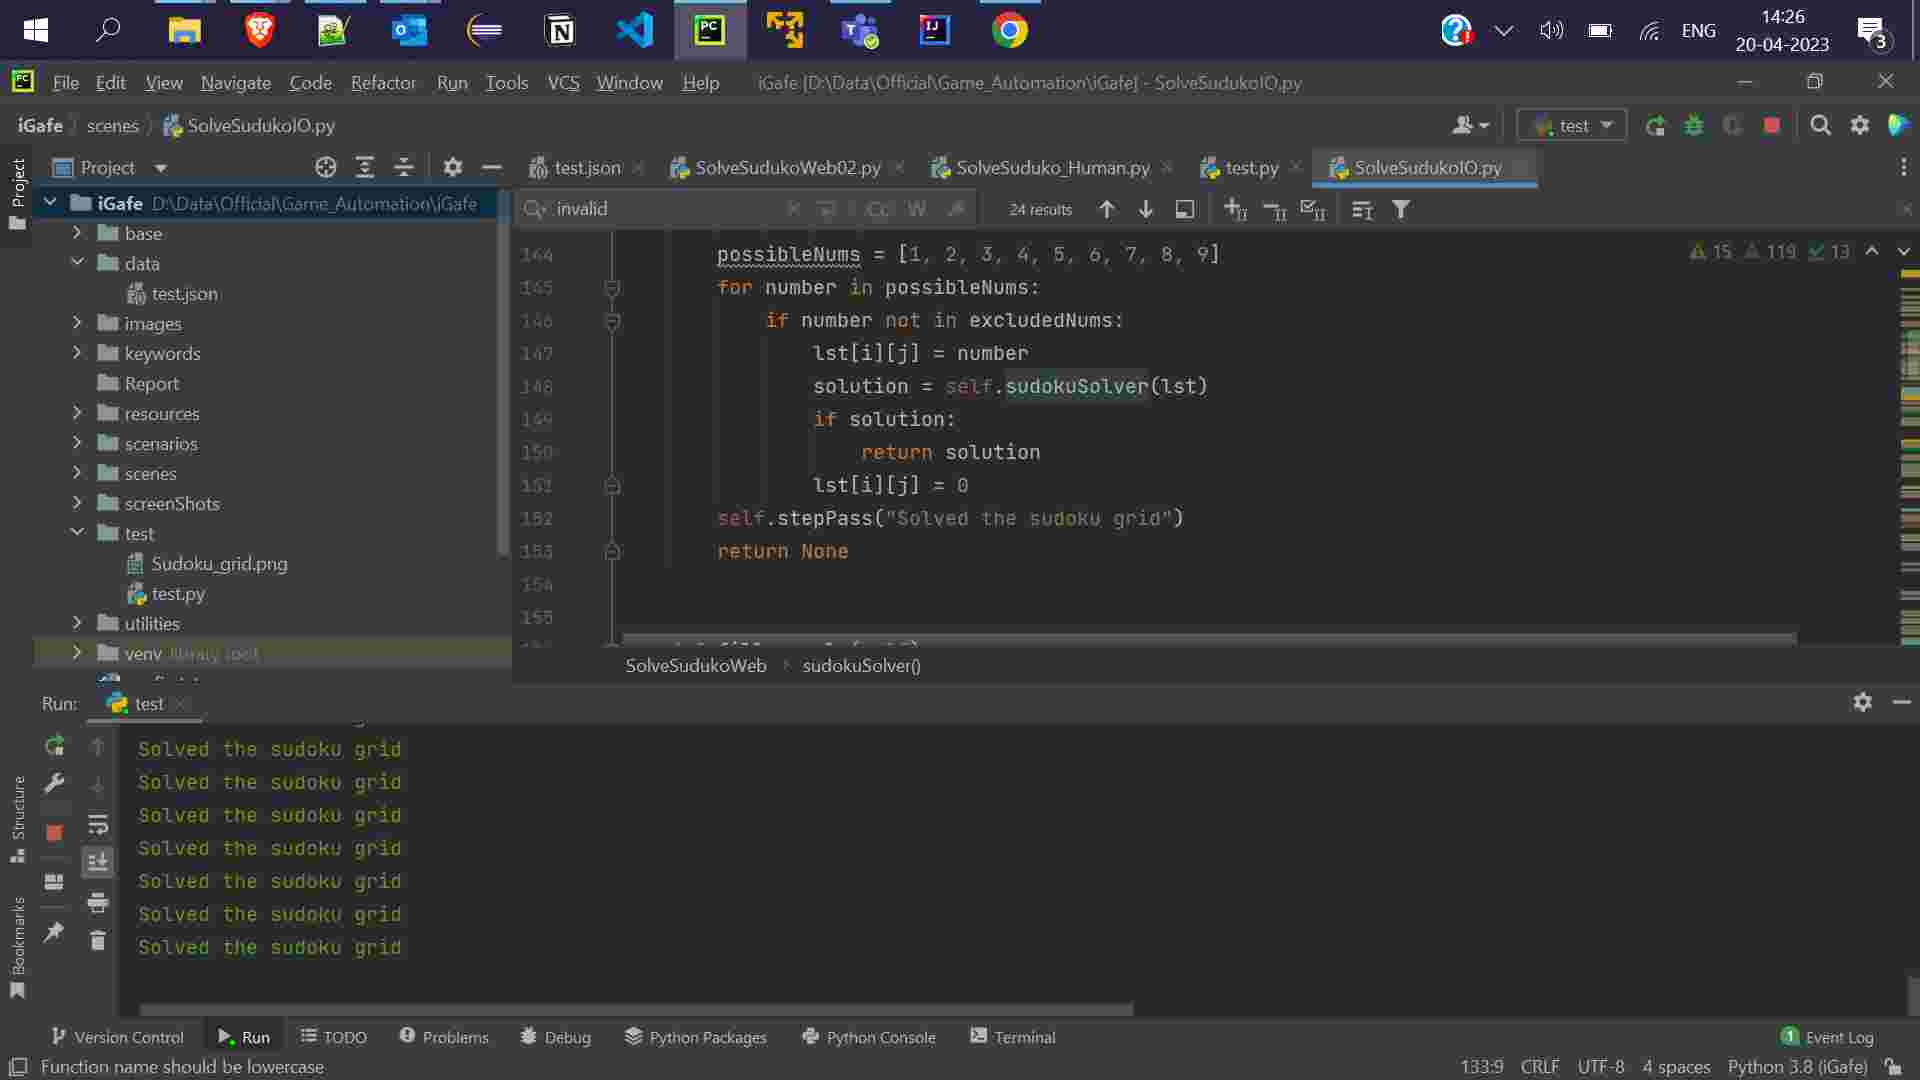 ENG
14:26
20-04-2023
3
File Edit View Navigate Code Refactor Run Tools VCS Window Help iGafe [D:\Data\Official\Game_Automation\iGafe] - SolveSudukoIO.py
iGafe scenes SolveSudukoIO.py
test
Project
test.json SolveSudukoWeb02.py SolveSuduko_Human.py test.py SolveSudukoIO.py
Project
iGafe D:\Data\Official\Game_Automation\iGafe
base
data
test.json
images
keywords
Report
resources
scenarios
scenes
screenShots
test
Sudoku_grid.png
test.py
utilities
venv library root
invalid
Cc W
24 results
15 119 13
144 possibleNums = [1, 2, 3, 4, 5, 6, 7, 8, 9]
145 for number in possibleNums:
146 if number not in excludedNums:
147 lst[i][j] = number
148 solution = self.sudokuSolver(lst)
149 if solution:
150 return solution
151 lst[i][j] = 0
152 self.stepPass("Solved the sudoku grid")
153 return None
154
155
SolveSudukoWeb sudokuSolver()
Run: test
Solved the sudoku grid
Solved the sudoku grid
Solved the sudoku grid
Solved the sudoku grid
Solved the sudoku grid
Solved the sudoku grid
Solved the sudoku grid
Structure
Bookmarks
Version Control Run TODO Problems Debug Python Packages Python Console Terminal 1 Event Log
Function name should be lowercase 133:9 CRLF UTF-8 4 spaces Python 3.8 (iGafe)